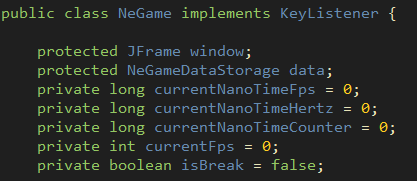 public class NeGame implements KeyListener {
protected JFrame window;
protected NeGameDataStorage data;
private long currentNanoTimeFps = 0;
private long currentNanoTimeHertz = 0;
private long currentNanoTimeCounter = 0;
private int currentFps = 0;
private boolean isBreak = false;